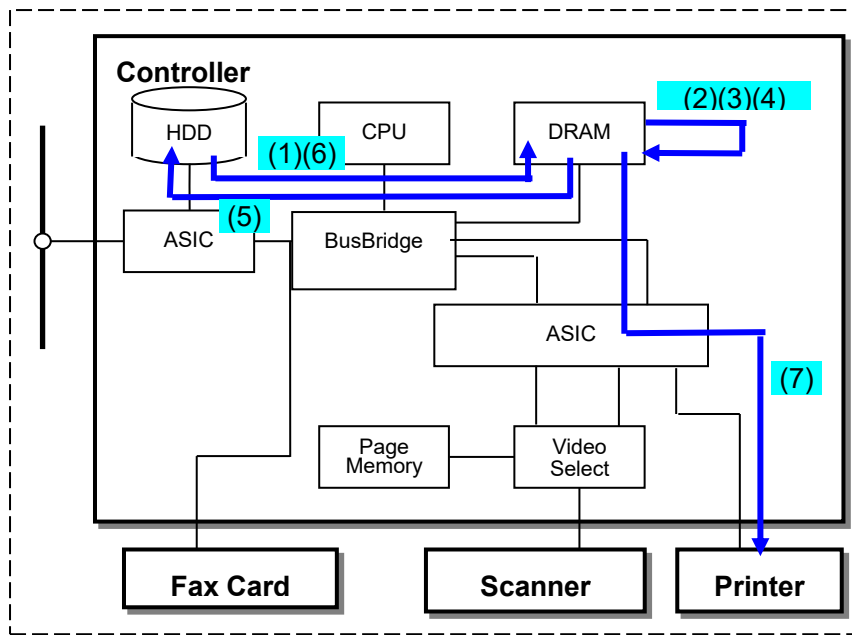 Controller
HDD
CPU
DRAM
(2)(3)(4)
(1)(6)
(5)
ASIC
BusBridge
ASIC
(7)
Page
Memory
Video
Select
Fax Card
Scanner
Printer